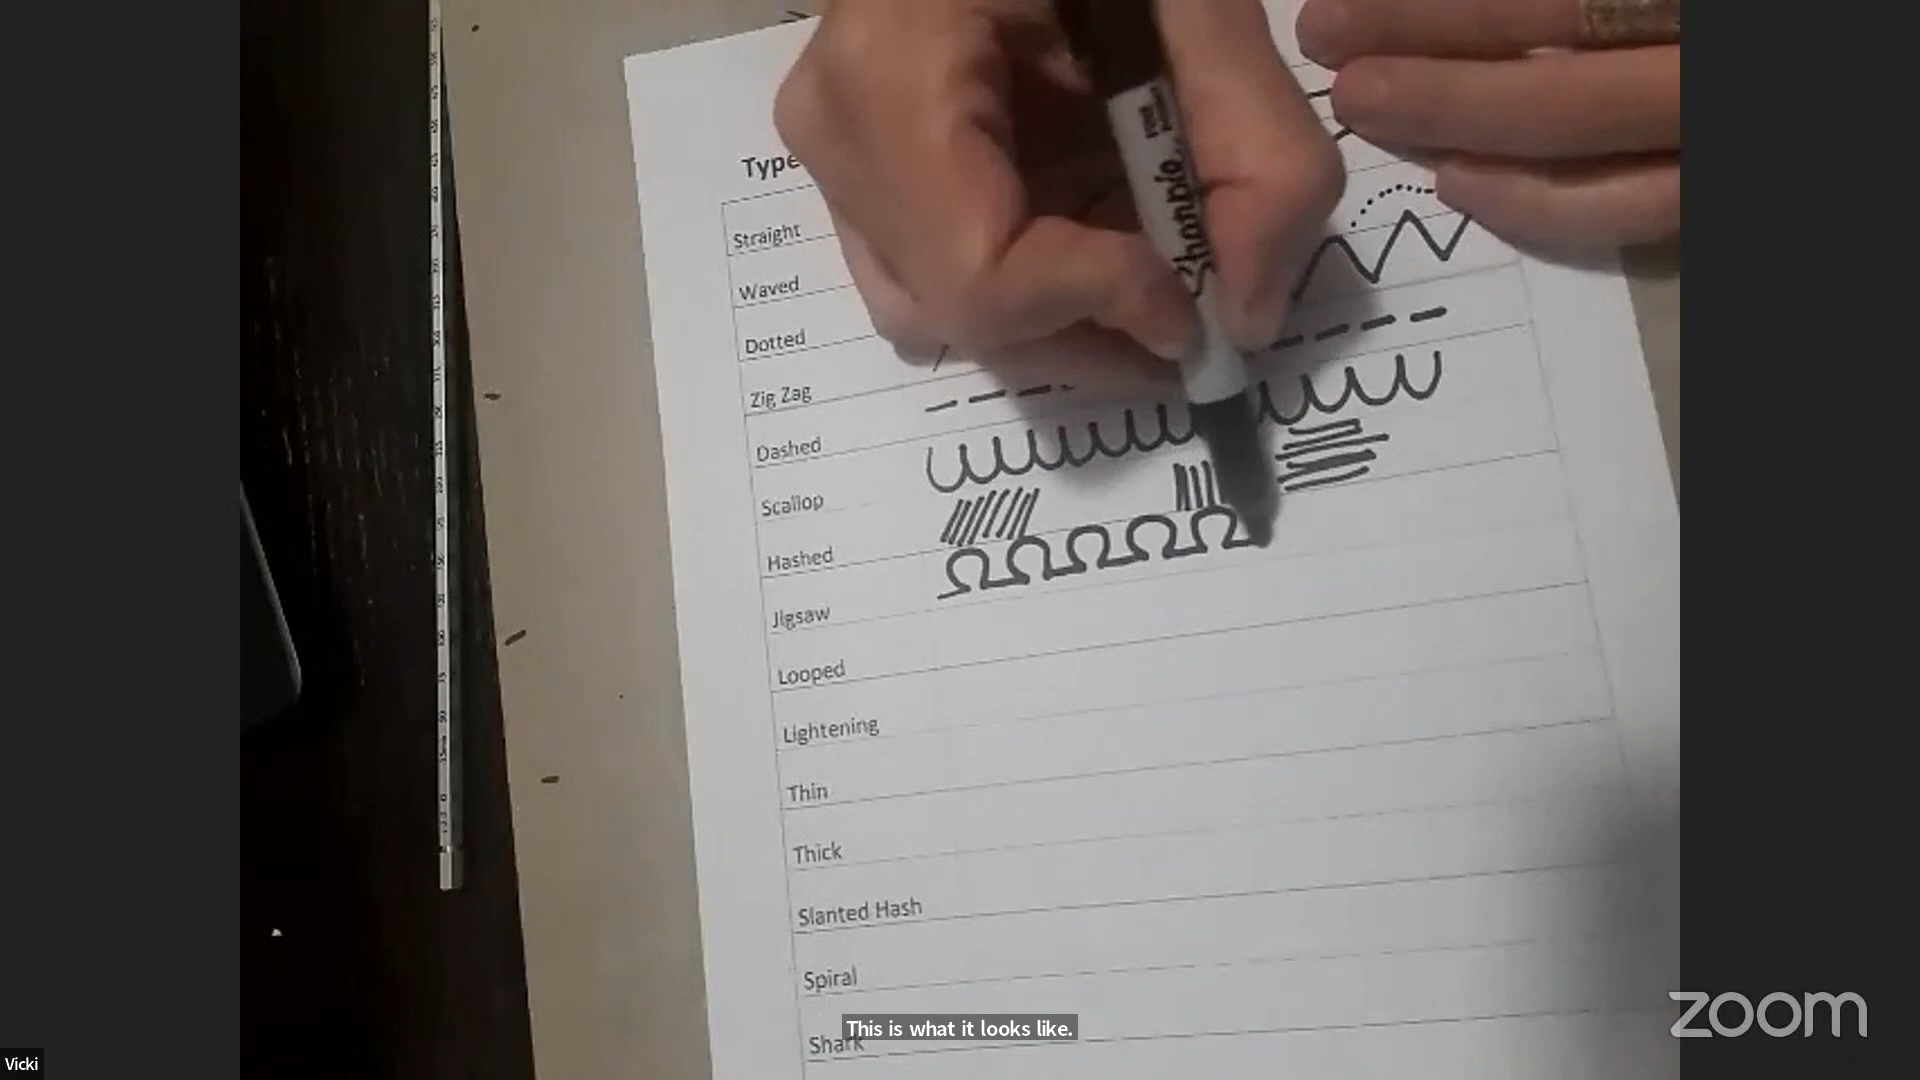 Type
Straight
Waved
Dotted
Zig Zag
Dashed
Scallop
Hashed
Jigsaw
Looped
Lightening
Thin
Thick
Slanted Hash
Spiral
Shark
Sharpie
This is what it looks like.
Vicki
zoom